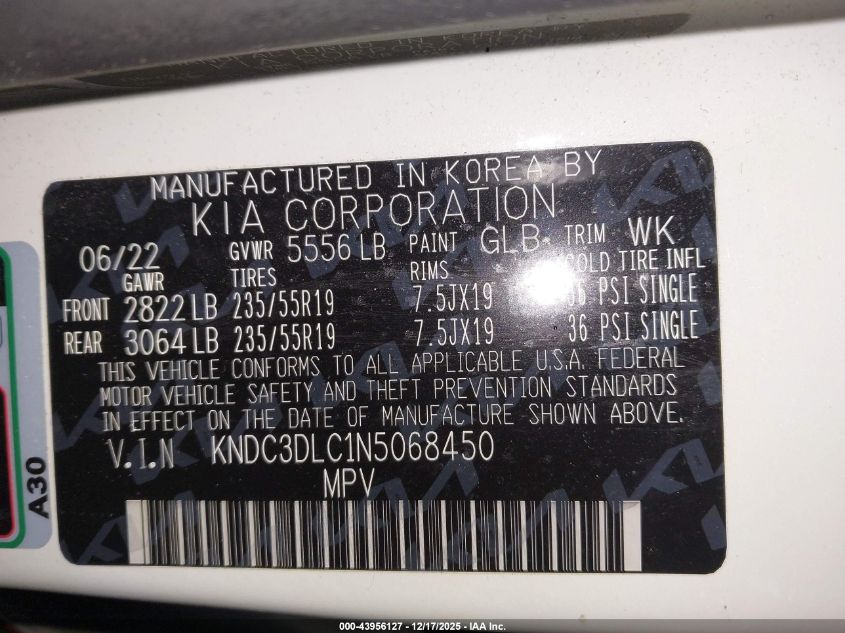 MANUFACTURED IN KOREA BY
KIA CORPORATION
06/22 GVWR 5556 LB PAINT GLB TRIM WK
GAWR TIRES RIMS COLD TIRE INFL
FRONT 2822 LB 235/55R19 7.5JX19 36 PSI SINGLE
REAR 3064 LB 235/55R19 7.5JX19 36 PSI SINGLE
THIS VEHICLE CONFORMS TO ALL APPLICABLE U.S.A. FEDERAL
MOTOR VEHICLE SAFETY AND THEFT PREVENTION STANDARDS
IN EFFECT ON THE DATE OF MANUFACTURE SHOWN ABOVE.
V.I.N KNDC3DLC1N5068450
MPV
A30
000-43956127 - 12/17/2025 - IAA Inc.